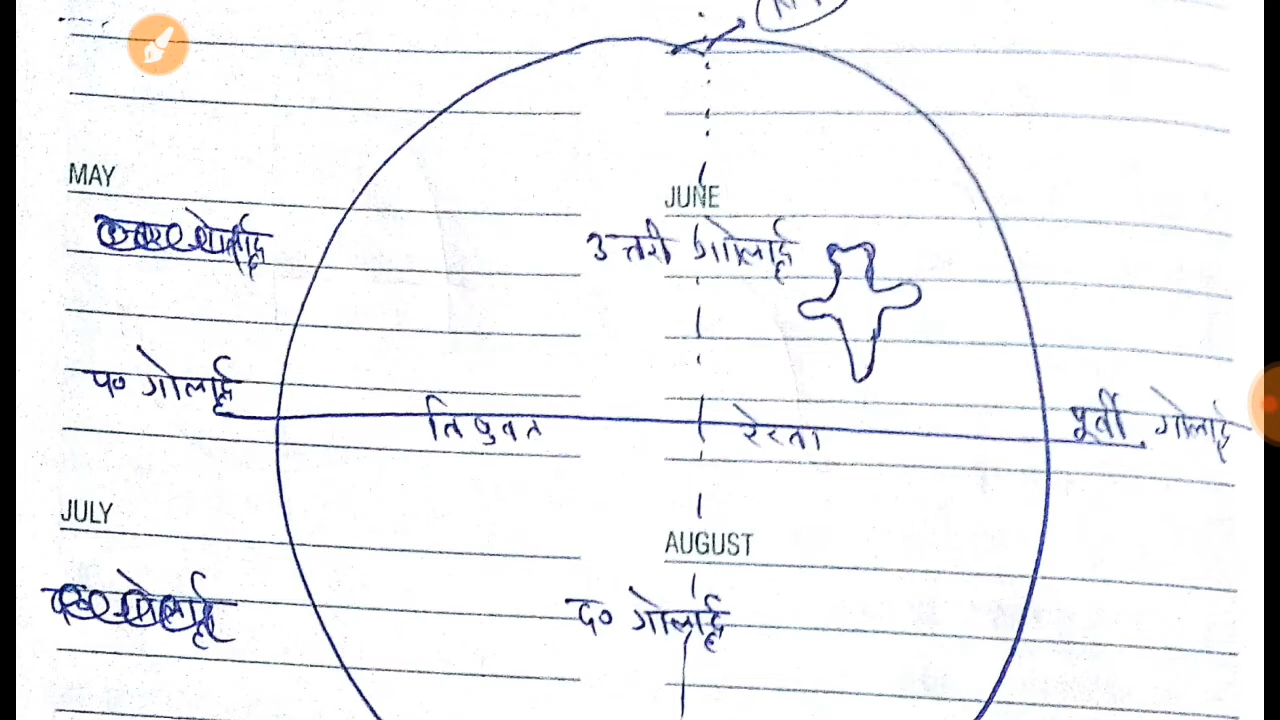 MAY
JUNE
उत्तरी गोलार्द्ध
प० गोलार्द्ध
विषुवत रेखा
पूर्वी गोलार्द्ध
JULY
AUGUST
द० गोलार्द्ध